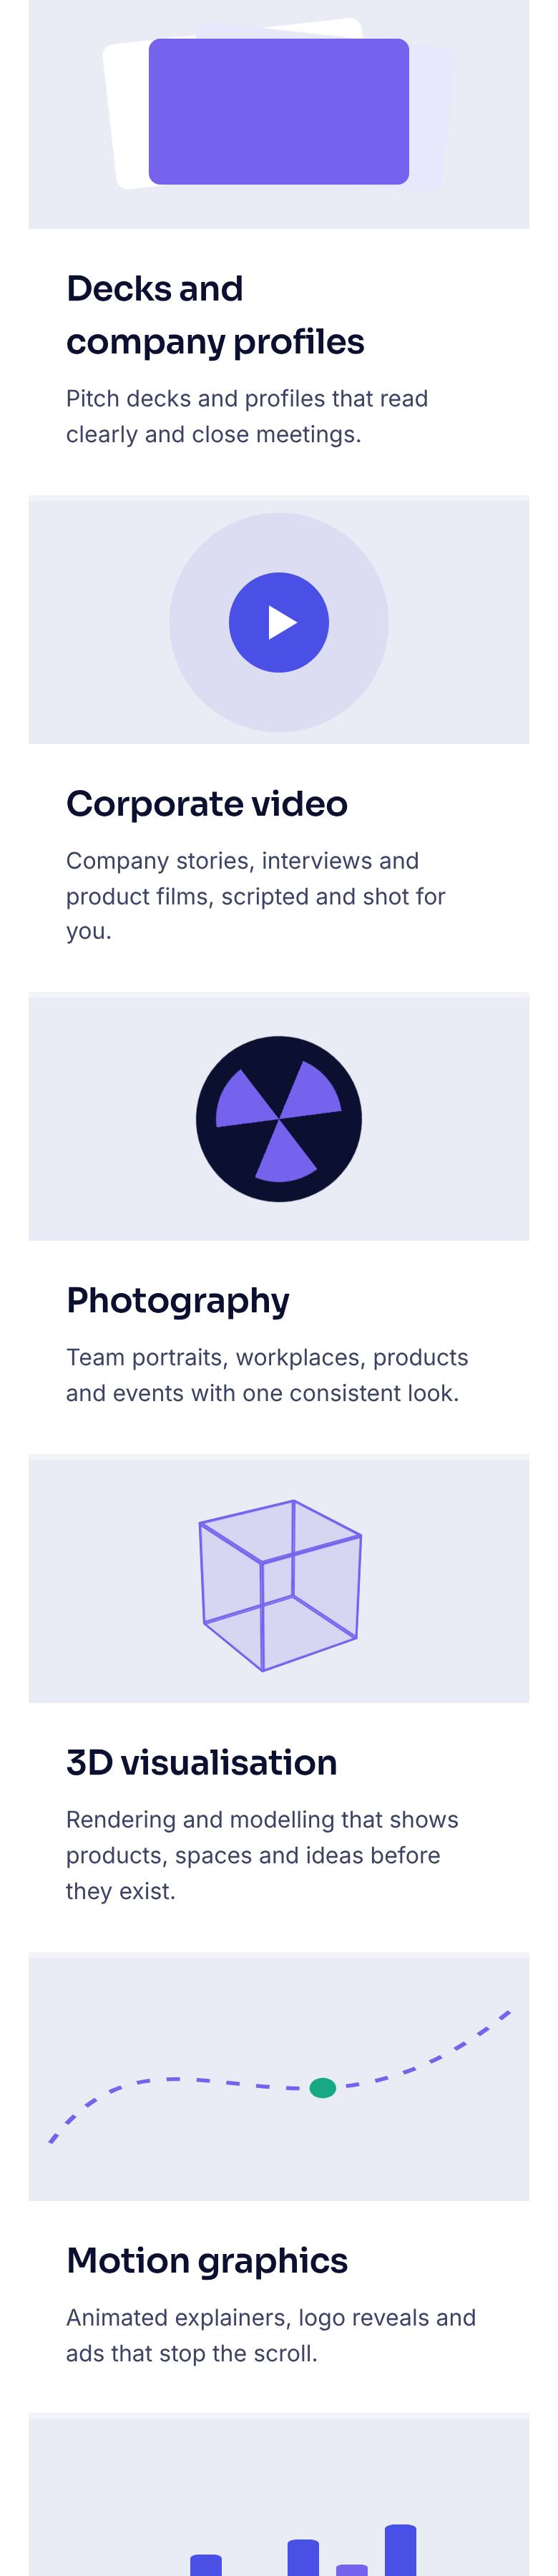 Decks and
company profiles
Pitch decks and profiles that read
clearly and close meetings.
Corporate video
Company stories, interviews and
product films, scripted and shot for
you.
Photography
Team portraits, workplaces, products
and events with one consistent look.
3D visualisation
Rendering and modelling that shows
products, spaces and ideas before
they exist.
Motion graphics
Animated explainers, logo reveals and
ads that stop the scroll.